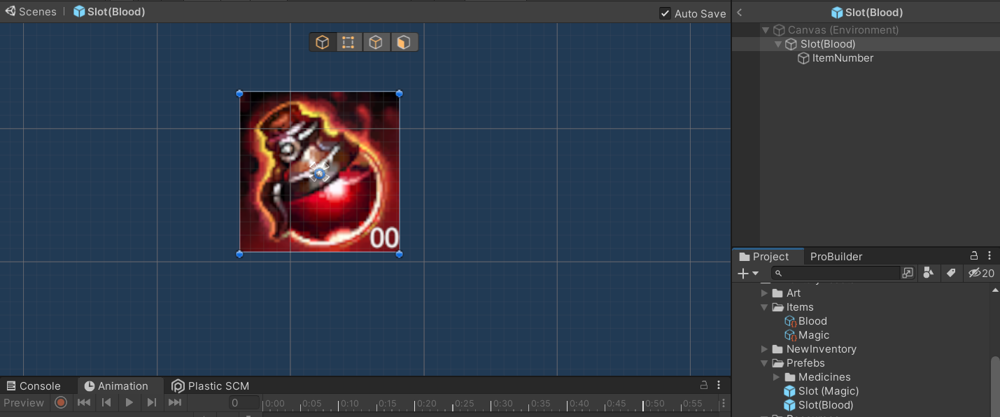 Scenes | Slot(Blood)
Auto Save
Slot(Blood)
Canvas (Environment)
Slot(Blood)
ItemNumber
00
Project
ProBuilder
20
Art
Items
Blood
Magic
NewInventory
Prefebs
Medicines
Slot (Magic)
Slot(Blood)
Console
Animation
Plastic SCM
Preview
0
0:00 0:05 0:10 0:15 0:20 0:25 0:30 0:35 0:40 0:45 0:50 0:55